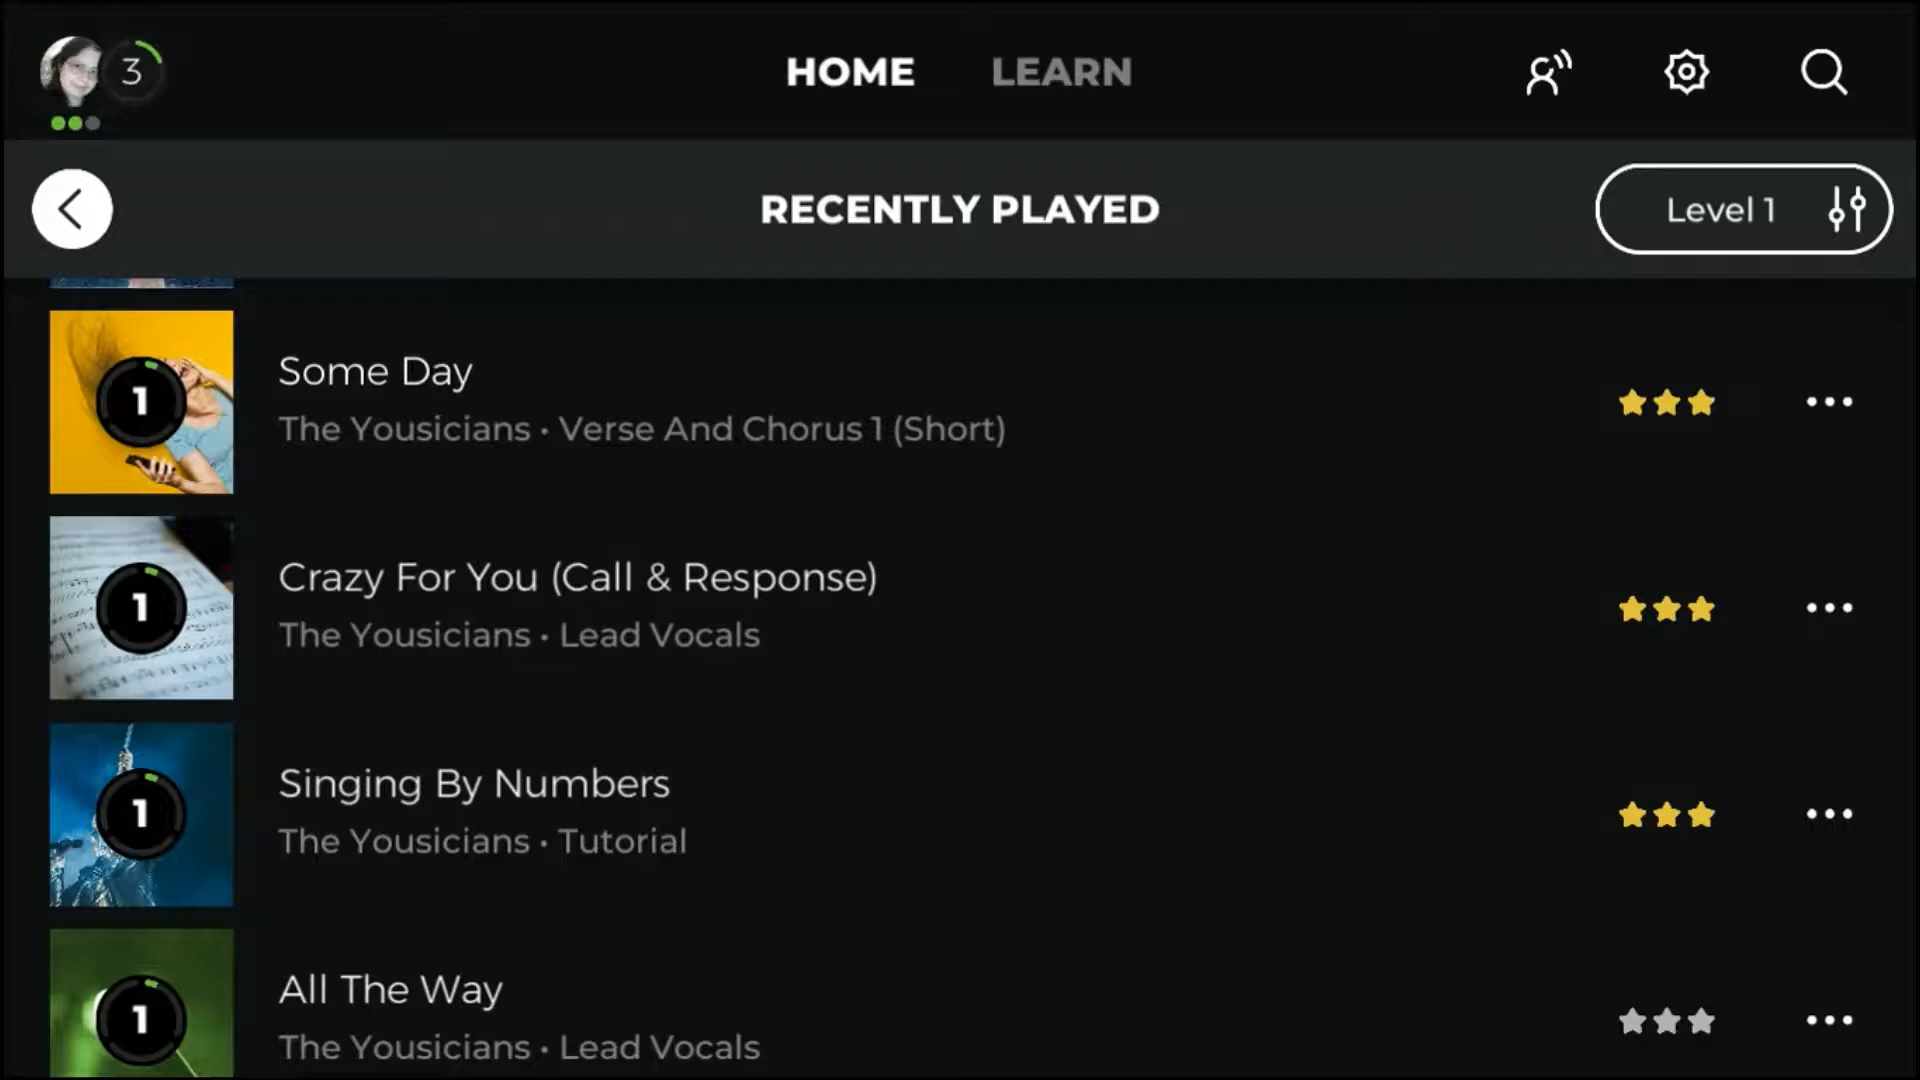 3
HOME
LEARN
RECENTLY PLAYED
Level 1
1
Some Day
The Yousicians • Verse And Chorus 1 (Short)
1
Crazy For You (Call & Response)
The Yousicians • Lead Vocals
1
Singing By Numbers
The Yousicians • Tutorial
1
All The Way
The Yousicians • Lead Vocals